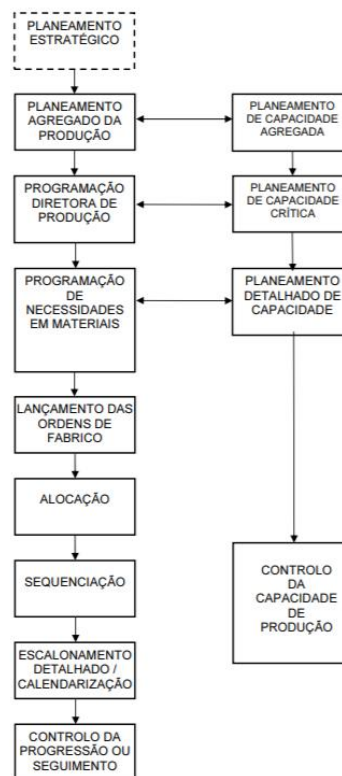 PLANEAMENTO
ESTRATÉGICO
PLANEAMENTO
AGREGADO DA
PRODUÇÃO
PLANEAMENTO
DE CAPACIDADE
AGREGADA
PROGRAMAÇÃO
DIRETORA DE
PRODUÇÃO
PLANEAMENTO
DE CAPACIDADE
CRÍTICA
PROGRAMAÇÃO
DE
NECESSIDADES
EM MATERIAIS
PLANEAMENTO
DETALHADO DE
CAPACIDADE
LANÇAMENTO DAS
ORDENS DE
FABRICO
ALOCAÇÃO
SEQUENCIAÇÃO
CONTROLO
DA
CAPACIDADE
DE
PRODUÇÃO
ESCALONAMENTO
DETALHADO /
CALENDARIZAÇÃO
CONTROLO DA
PROGRESSÃO OU
SEGUIMENTO